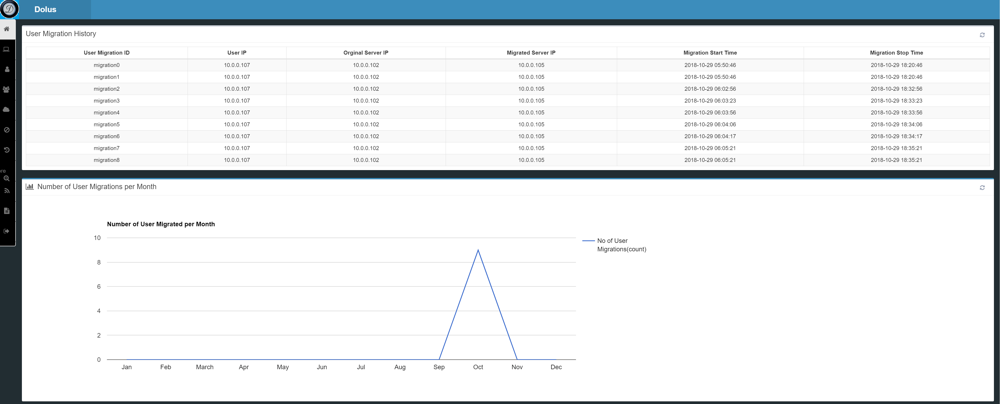 D Dolus
User Migration History
User Migration ID User IP Orginal Server IP Migrated Server IP Migration Start Time Migration Stop Time
migration0 10.0.0.107 10.0.0.102 10.0.0.105 2018-10-29 05:50:46 2018-10-29 18:20:46
migration1 10.0.0.107 10.0.0.102 10.0.0.105 2018-10-29 05:50:46 2018-10-29 18:20:46
migration2 10.0.0.107 10.0.0.102 10.0.0.105 2018-10-29 06:02:56 2018-10-29 18:32:56
migration3 10.0.0.107 10.0.0.102 10.0.0.105 2018-10-29 06:03:23 2018-10-29 18:33:23
migration4 10.0.0.107 10.0.0.102 10.0.0.105 2018-10-29 06:03:56 2018-10-29 18:33:56
migration5 10.0.0.107 10.0.0.102 10.0.0.105 2018-10-29 06:04:06 2018-10-29 18:34:06
migration6 10.0.0.107 10.0.0.102 10.0.0.105 2018-10-29 06:04:17 2018-10-29 18:34:17
migration7 10.0.0.107 10.0.0.102 10.0.0.105 2018-10-29 06:05:21 2018-10-29 18:35:21
migration8 10.0.0.107 10.0.0.102 10.0.0.105 2018-10-29 06:05:21 2018-10-29 18:35:21
ore
Number of User Migrations per Month
Number of User Migrated per Month
10
8
6
4
2
0
Jan Feb March Apr May Jun Jul Aug Sep Oct Nov Dec
No of User
Migrations(count)